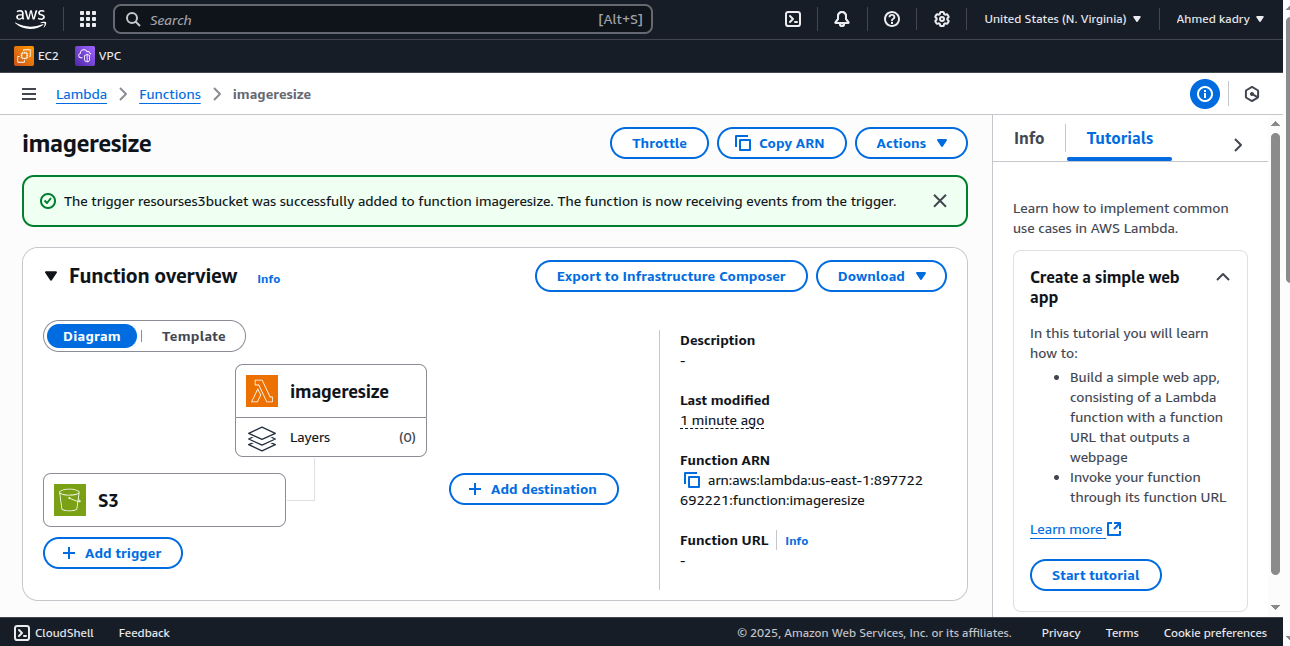 aws
Search [Alt+S]
United States (N. Virginia) ▼
Ahmed kadry ▼
EC2
VPC
Lambda > Functions > imageresize
imageresize
Throttle
Copy ARN
Actions ▼
The trigger resourses3bucket was successfully added to function imageresize. The function is now receiving events from the trigger.
Function overview Info
Export to Infrastructure Composer
Download ▼
Diagram | Template
imageresize
Layers (0)
S3
+ Add trigger
+ Add destination
Description
-
Last modified
1 minute ago
Function ARN
arn:aws:lambda:us-east-1:897722
692221:function:imageresize
Function URL | Info
-
Info
Tutorials
Learn how to implement common
use cases in AWS Lambda.
Create a simple web
app
In this tutorial you will learn
how to:
• Build a simple web app,
consisting of a Lambda
function with a function
URL that outputs a
webpage
• Invoke your function
through its function URL
Learn more
Start tutorial
CloudShell
Feedback
© 2025, Amazon Web Services, Inc. or its affiliates.
Privacy
Terms
Cookie preferences